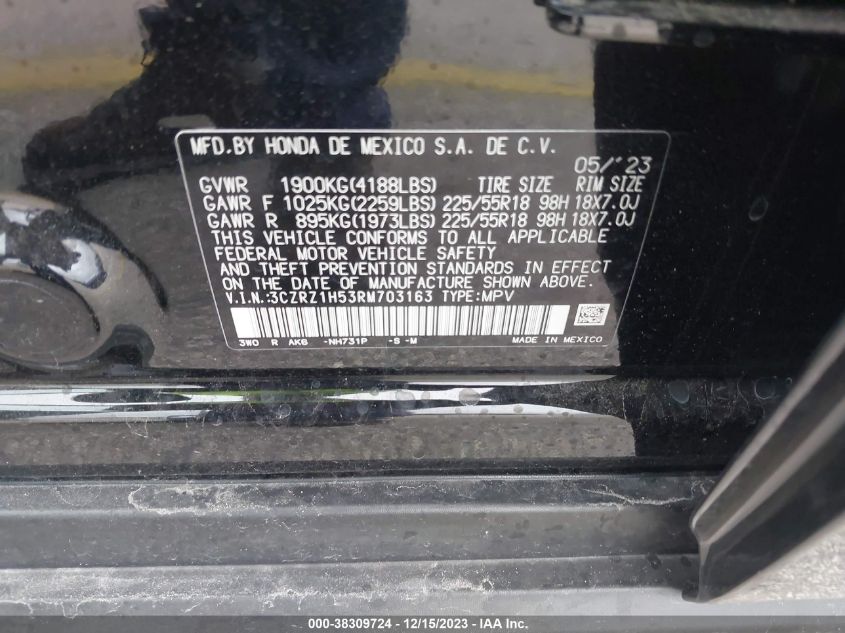 MFD.BY HONDA DE MEXICO S.A. DE C.V.
05/'23
GVWR 1900KG(4188LBS) TIRE SIZE RIM SIZE
GAWR F 1025KG(2259LBS) 225/55R18 98H 18X7.0J
GAWR R 895KG(1973LBS) 225/55R18 98H 18X7.0J
THIS VEHICLE CONFORMS TO ALL APPLICABLE
FEDERAL MOTOR VEHICLE SAFETY
AND THEFT PREVENTION STANDARDS IN EFFECT
ON THE DATE OF MANUFACTURE SHOWN ABOVE.
V.I.N.:3CZRZ1H53RM703163 TYPE:MPV
3W0 R AK6 -NH731P -S -M MADE IN MEXICO
000-38309724 - 12/15/2023 - IAA Inc.